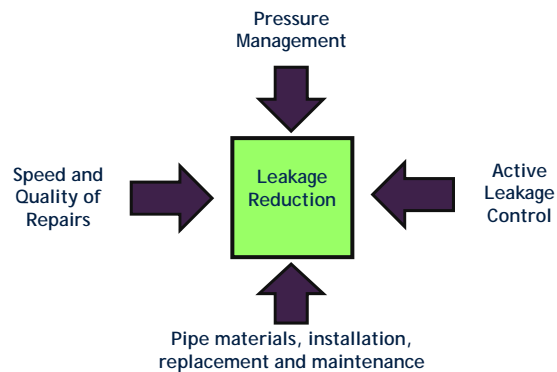 Pressure
Management
Speed and
Quality of
Repairs
Leakage
Reduction
Active
Leakage
Control
Pipe materials, installation,
replacement and maintenance